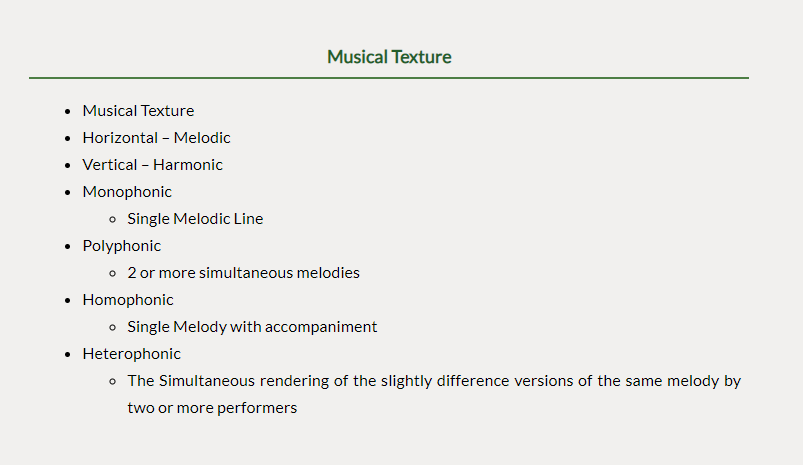 Musical Texture
• Musical Texture
• Horizontal – Melodic
• Vertical – Harmonic
• Monophonic
◦ Single Melodic Line
• Polyphonic
◦ 2 or more simultaneous melodies
• Homophonic
◦ Single Melody with accompaniment
• Heterophonic
◦ The Simultaneous rendering of the slightly difference versions of the same melody by
two or more performers